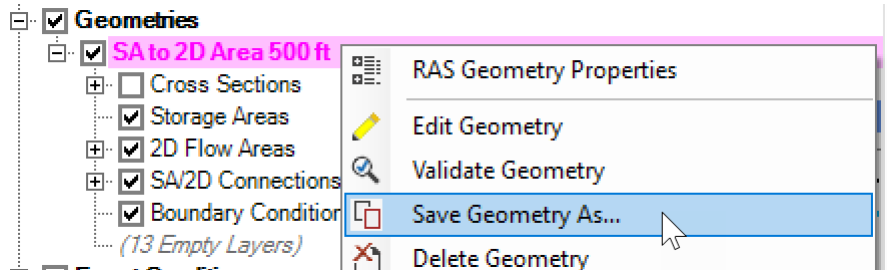 Geometries
SA to 2D Area 500 ft
Cross Sections
Storage Areas
2D Flow Areas
SA/2D Connections
Boundary Condition
(13 Empty Layers)
RAS Geometry Properties
Edit Geometry
Validate Geometry
Save Geometry As...
Delete Geometry